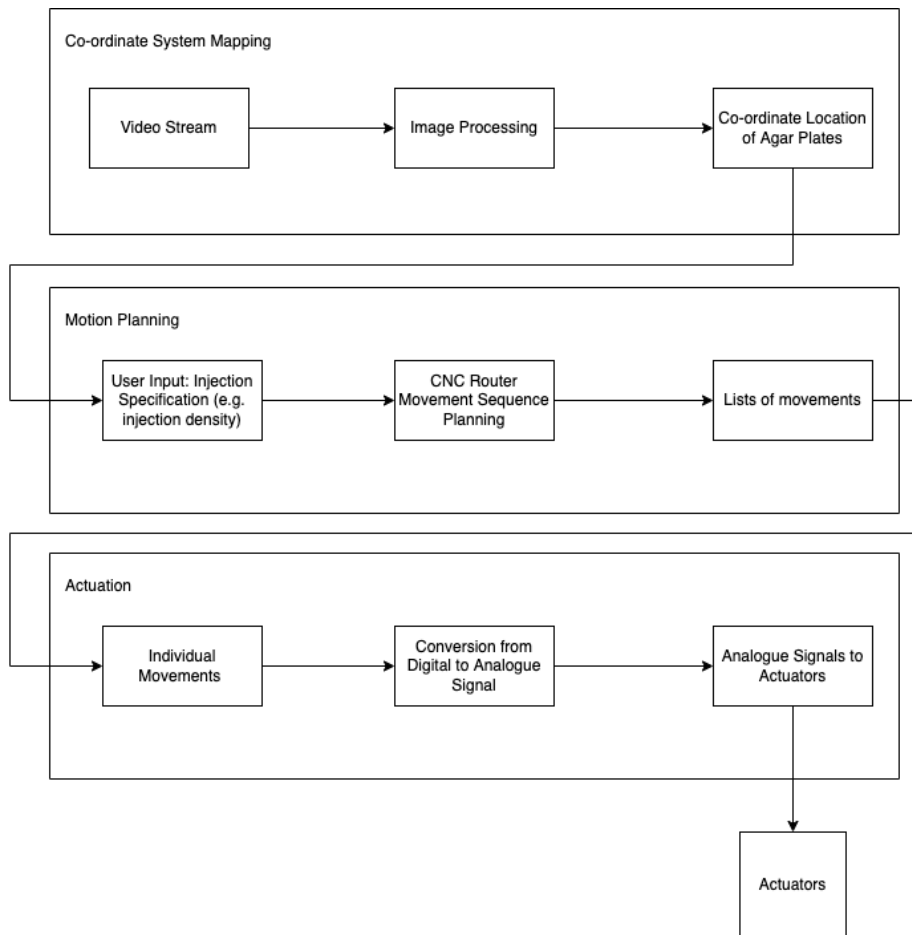 Co-ordinate System Mapping
Video Stream
Image Processing
Co-ordinate Location
of Agar Plates
Motion Planning
User Input: Injection
Specification (e.g.
injection density)
CNC Router
Movement Sequence
Planning
Lists of movements
Actuation
Individual
Movements
Conversion from
Digital to Analogue
Signal
Analogue Signals to
Actuators
Actuators